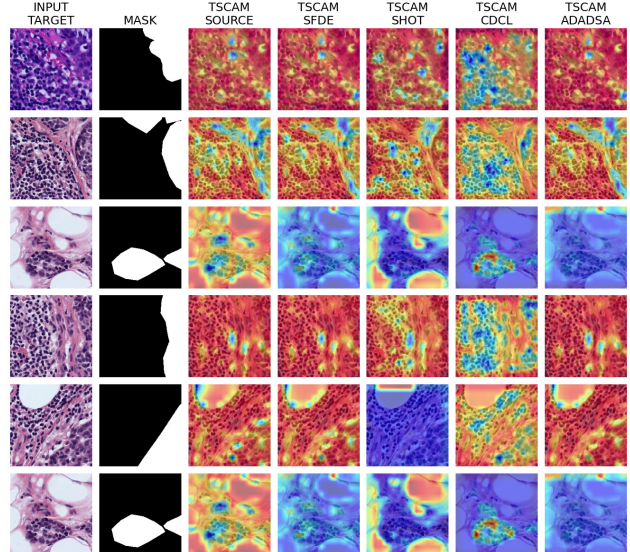 INPUT
TARGET
MASK
TSCAM
SOURCE
TSCAM
SFDE
TSCAM
SHOT
TSCAM
CDCL
TSCAM
ADADSA